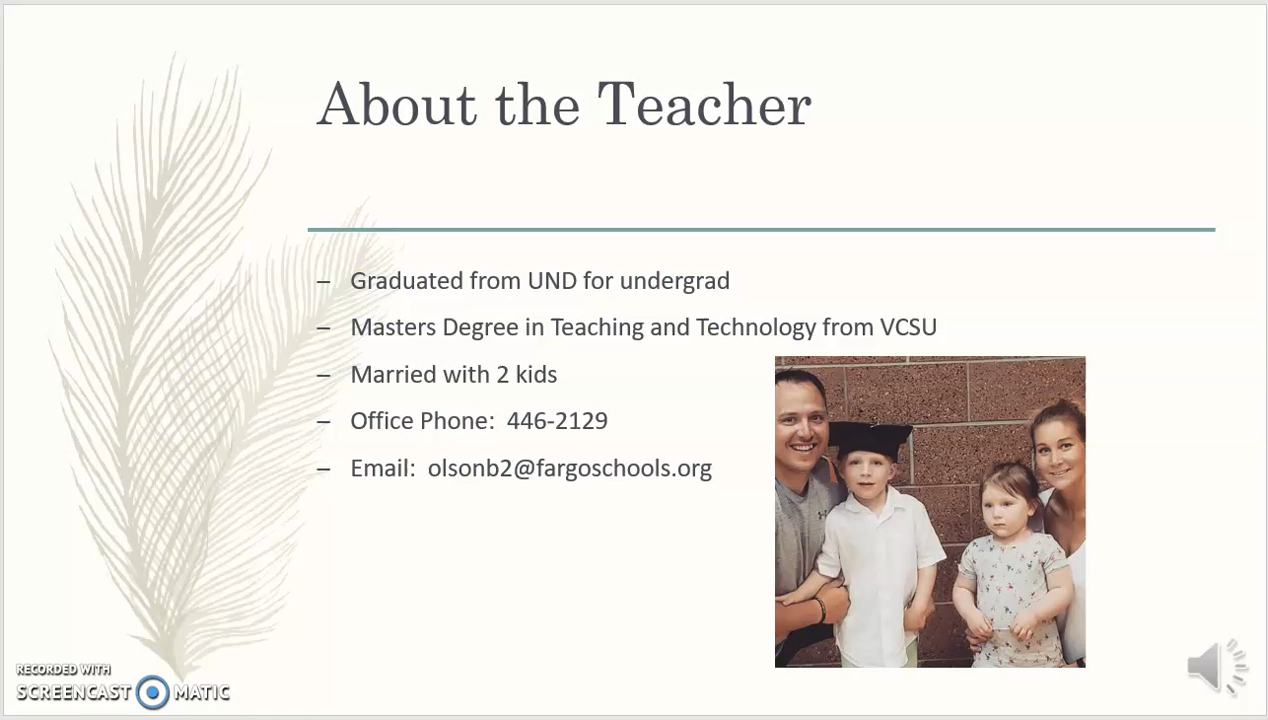 About the Teacher
– Graduated from UND for undergrad
– Masters Degree in Teaching and Technology from VCSU
– Married with 2 kids
– Office Phone:  446-2129
– Email:  olsonb2@fargoschools.org
RECORDED WITH
SCREENCAST MATIC